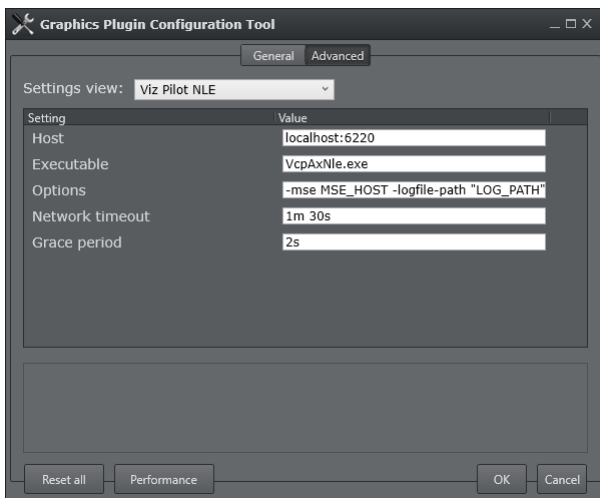 Graphics Plugin Configuration Tool
General Advanced
Settings view: Viz Pilot NLE
Setting Value
Host localhost:6220
Executable VcpAxNle.exe
Options -mse MSE_HOST -logfile-path "LOG_PATH"
Network timeout 1m 30s
Grace period 2s
Reset all Performance OK Cancel